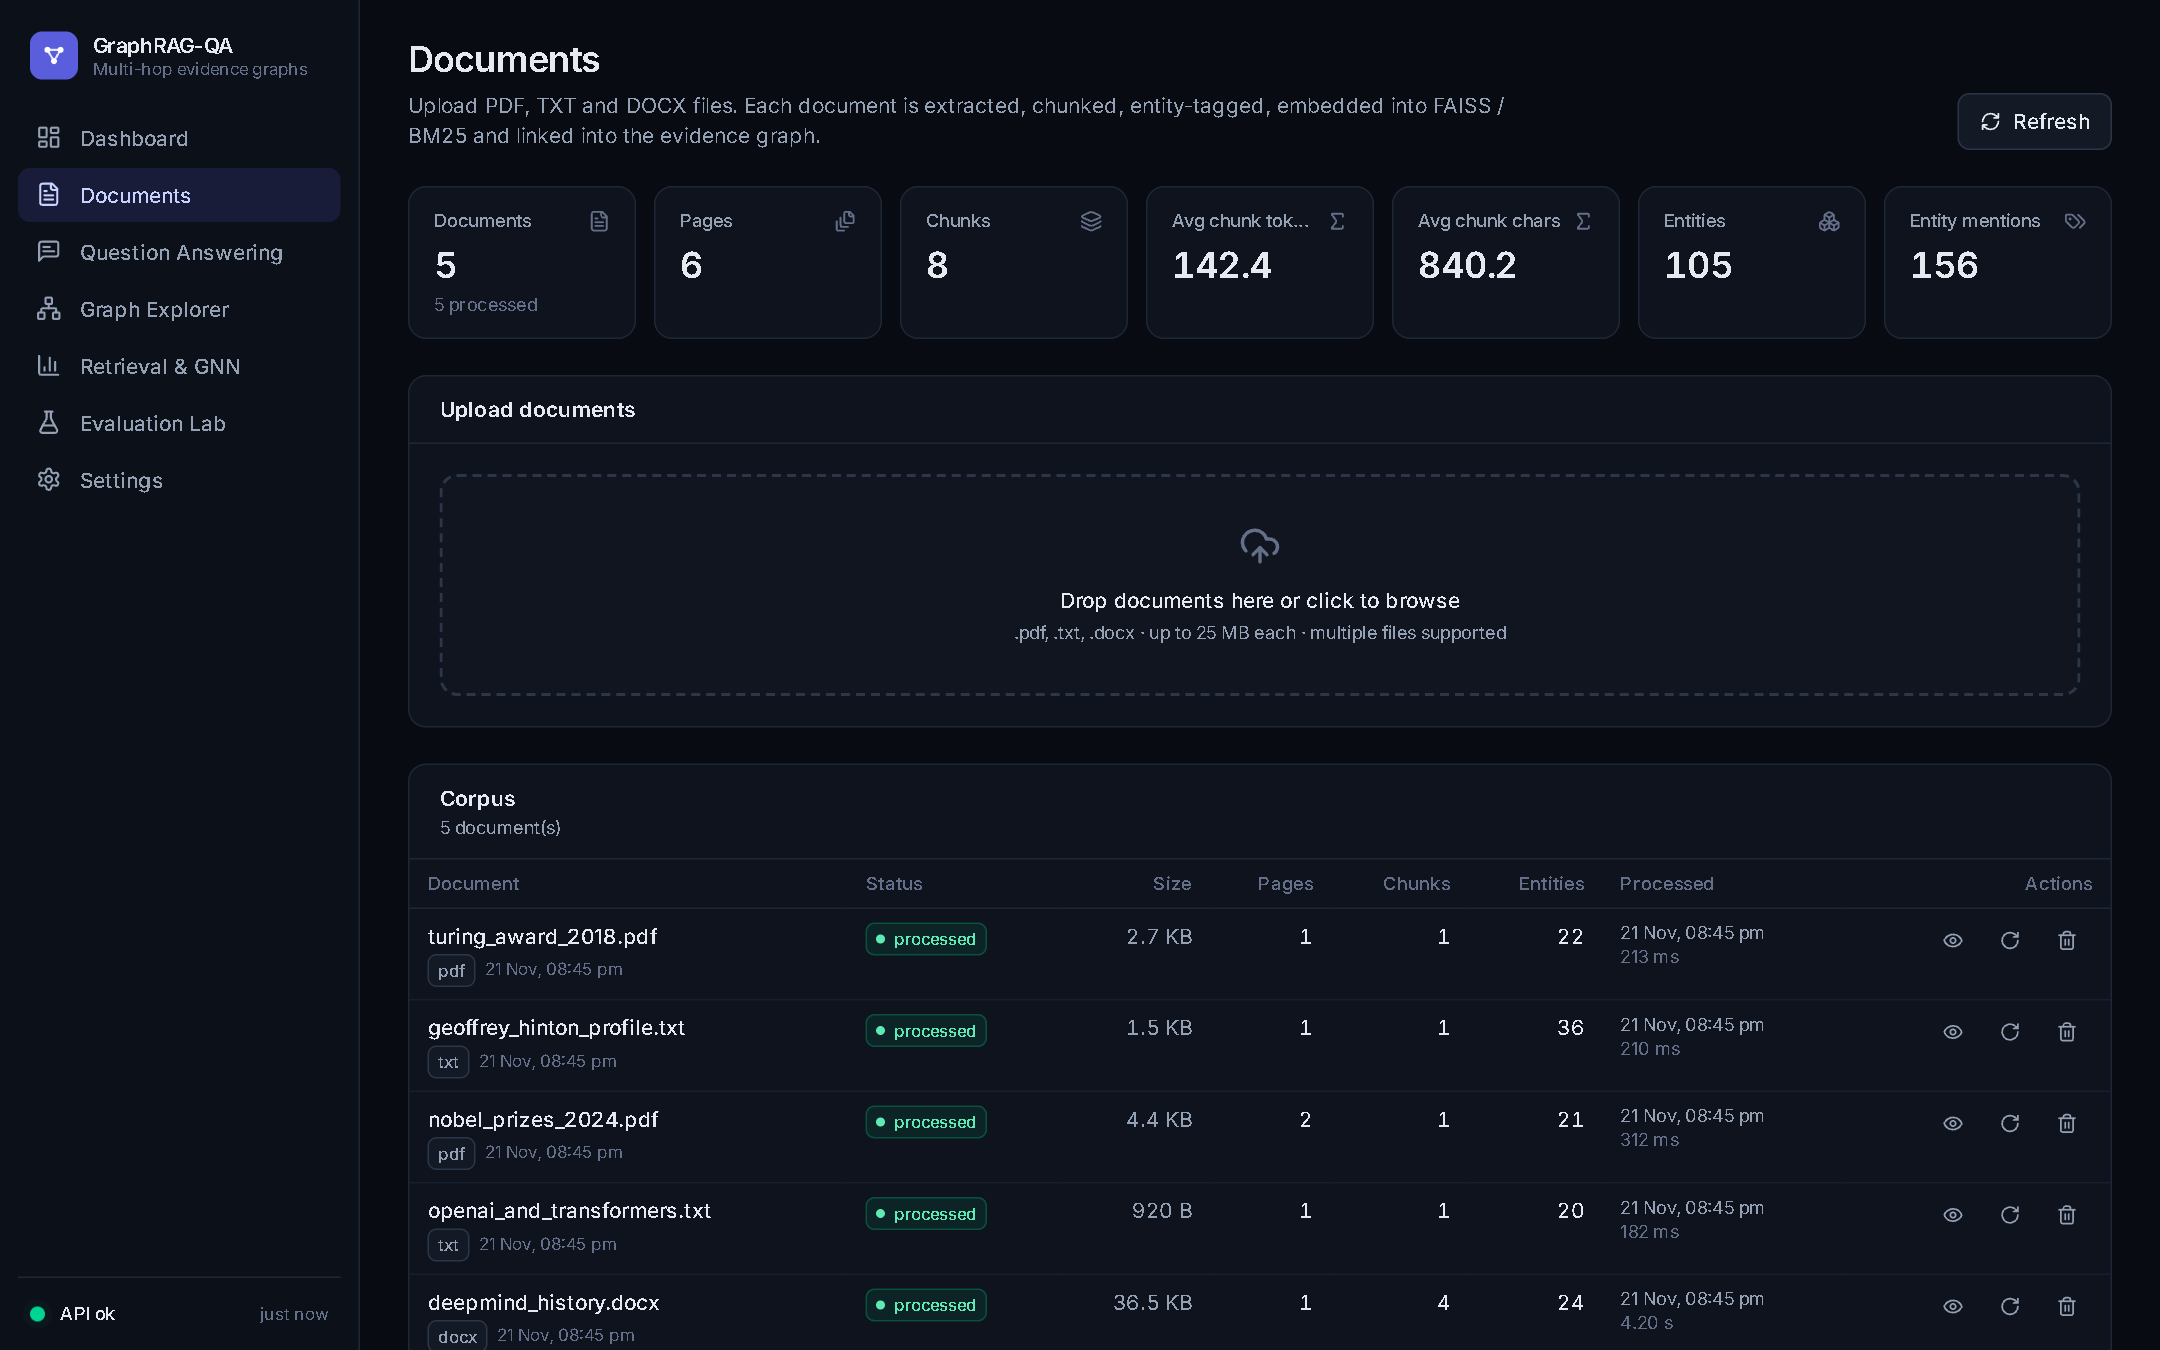 GraphRAG-QA
Multi-hop evidence graphs
Dashboard
Documents
Question Answering
Graph Explorer
Retrieval & GNN
Evaluation Lab
Settings
API ok
just now
Documents
Upload PDF, TXT and DOCX files. Each document is extracted, chunked, entity-tagged, embedded into FAISS /
BM25 and linked into the evidence graph.
Refresh
Documents
5
5 processed
Pages
6
Chunks
8
Avg chunk tok...
142.4
Avg chunk chars
840.2
Entities
105
Entity mentions
156
Upload documents
Drop documents here or click to browse
.pdf, .txt, .docx · up to 25 MB each · multiple files supported
Corpus
5 document(s)
Document Status Size Pages Chunks Entities Processed Actions
turing_award_2018.pdf processed 2.7 KB 1 1 22 21 Nov, 08:45 pm
pdf 21 Nov, 08:45 pm 213 ms
geoffrey_hinton_profile.txt processed 1.5 KB 1 1 36 21 Nov, 08:45 pm
txt 21 Nov, 08:45 pm 210 ms
nobel_prizes_2024.pdf processed 4.4 KB 2 1 21 21 Nov, 08:45 pm
pdf 21 Nov, 08:45 pm 312 ms
openai_and_transformers.txt processed 920 B 1 1 20 21 Nov, 08:45 pm
txt 21 Nov, 08:45 pm 182 ms
deepmind_history.docx processed 36.5 KB 1 4 24 21 Nov, 08:45 pm
docx 21 Nov, 08:45 pm 4.20 s